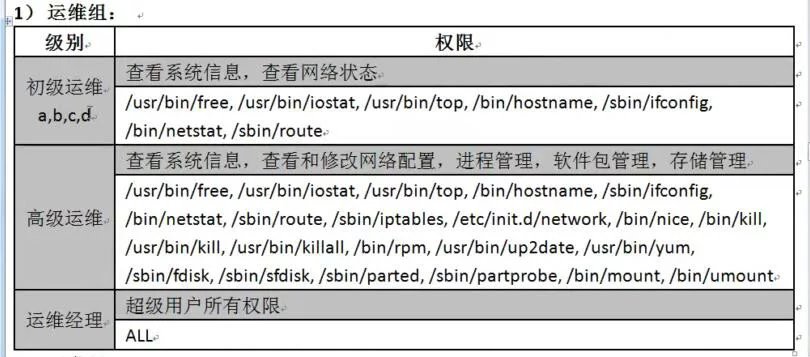 1） 运维组：
级别 权限
初级运维
a,b,c,d
查看系统信息，查看网络状态
/usr/bin/free, /usr/bin/iostat, /usr/bin/top, /bin/hostname, /sbin/ifconfig,
/bin/netstat, /sbin/route
高级运维
查看系统信息，查看和修改网络配置，进程管理，软件包管理，存储管理
/usr/bin/free, /usr/bin/iostat, /usr/bin/top, /bin/hostname, /sbin/ifconfig,
/bin/netstat, /sbin/route, /sbin/iptables, /etc/init.d/network, /bin/nice, /bin/kill,
/usr/bin/kill, /usr/bin/killall, /bin/rpm, /usr/bin/up2date, /usr/bin/yum,
/sbin/fdisk, /sbin/sfdisk, /sbin/parted, /sbin/partprobe, /bin/mount, /bin/umount
运维经理
超级用户所有权限
ALL